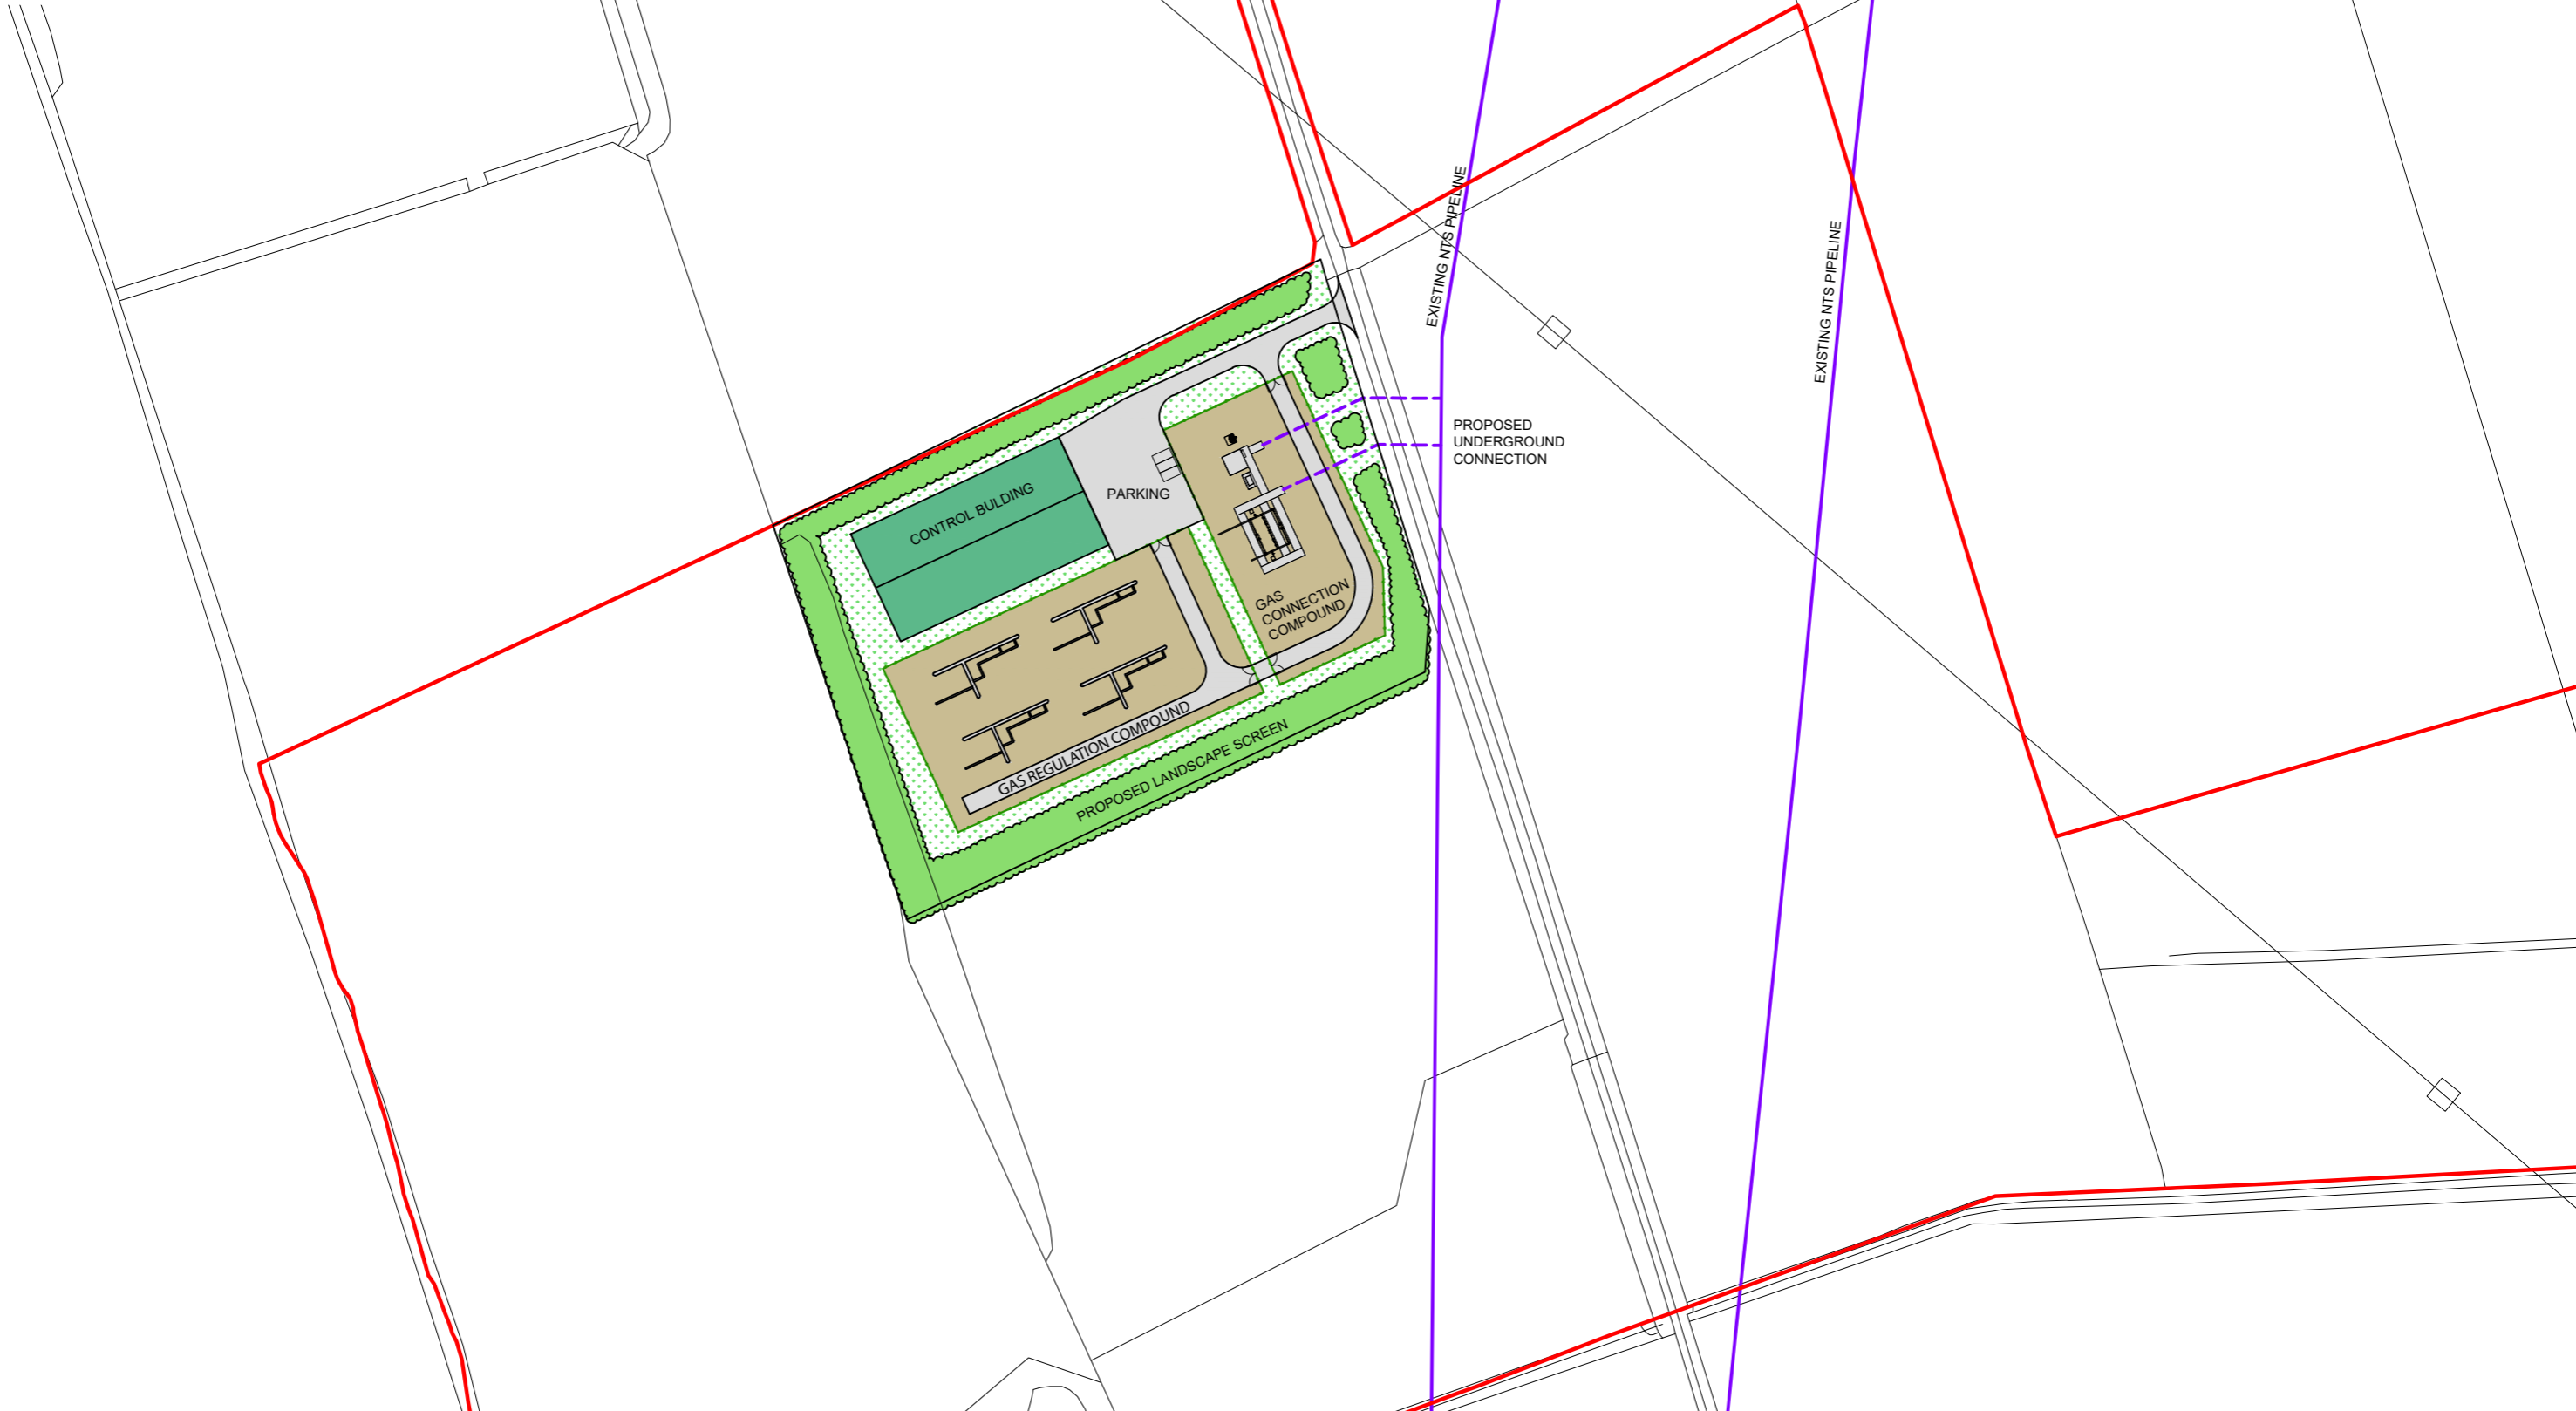 EXISTING NTS PIPELINE
EXISTING NTS PIPELINE
PROPOSED
UNDERGROUND
CONNECTION
CONTROL BULDING
PARKING
GAS
CONNECTION
COMPOUND
GAS REGULATION COMPOUND
PROPOSED LANDSCAPE SCREEN